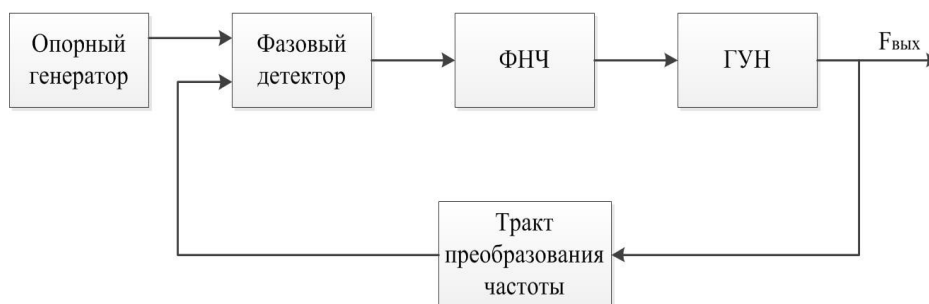 Опорный
генератор
Фазовый
детектор
ФНЧ
ГУН
Fвых
Тракт
преобразования
частоты